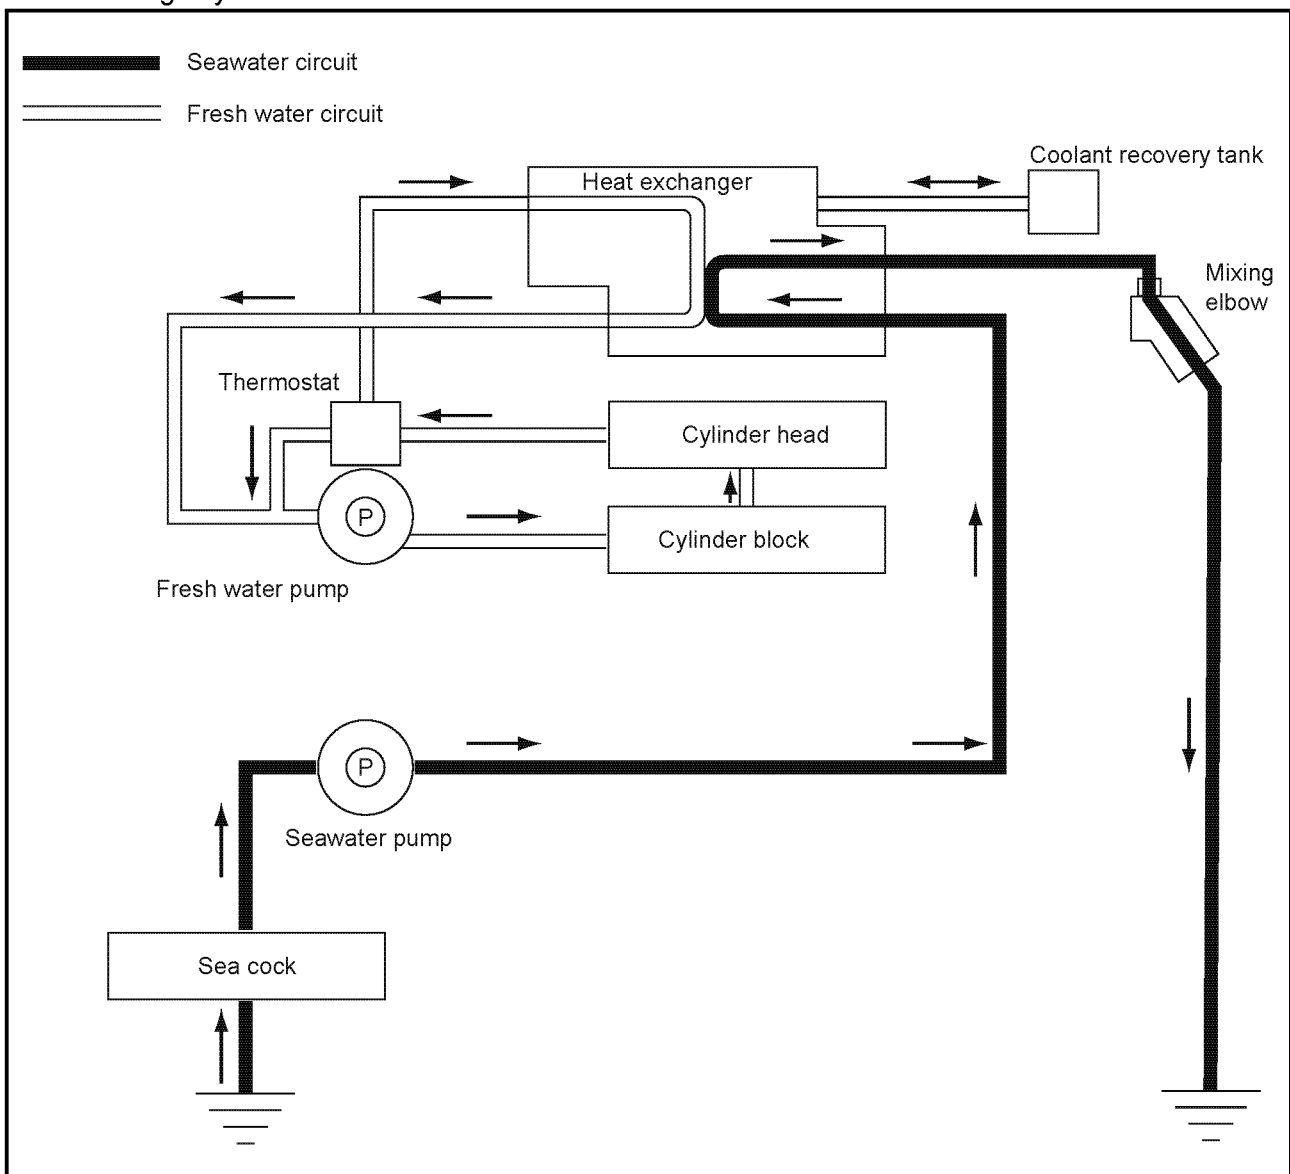 Seawater circuit
Fresh water circuit
Coolant recovery tank
Heat exchanger
Mixing
elbow
Thermostat
Cylinder head
P
Cylinder block
Fresh water pump
P
Seawater pump
Sea cock